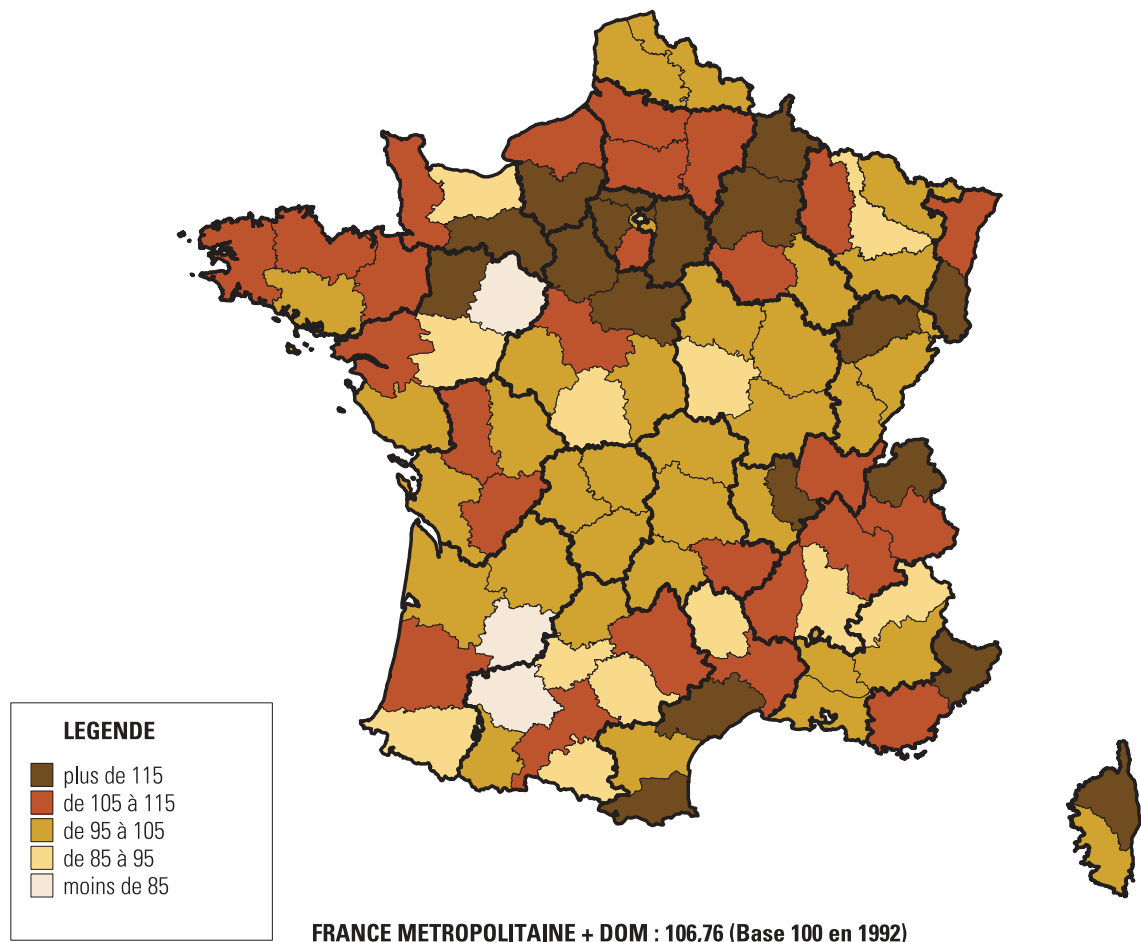 LEGENDE
plus de 115
de 105 à 115
de 95 à 105
de 85 à 95
moins de 85
FRANCE METROPOLITAINE + DOM : 106,76 (Base 100 en 1992)